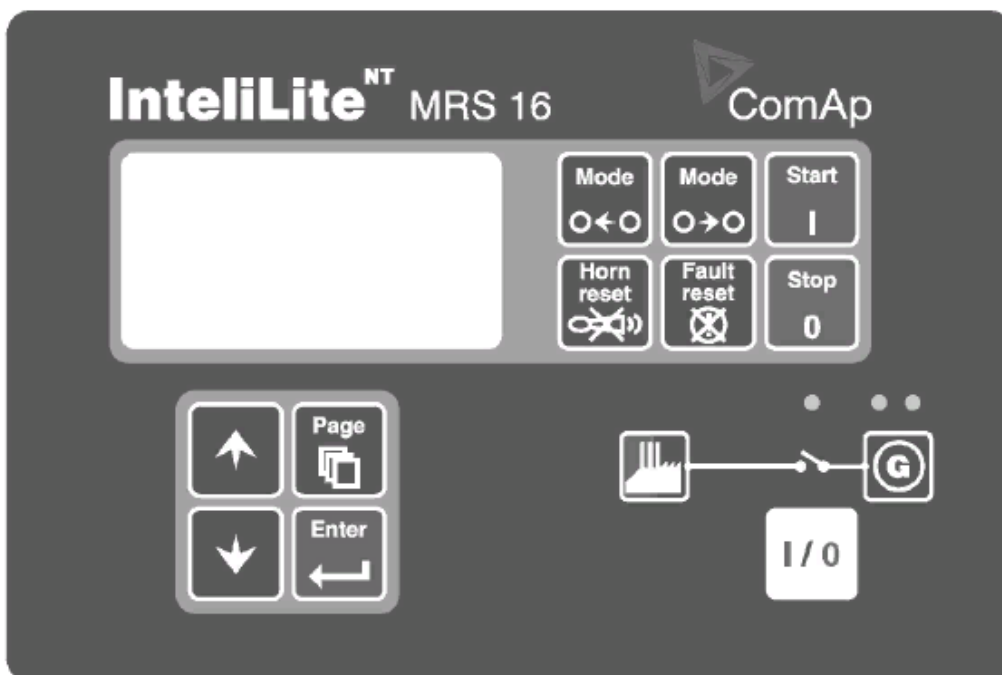 InteliLite NT MRS 16
ComAp
Mode
Mode
Start
I
Horn
reset
Fault
reset
Stop
0
Page
Enter
G
I / 0